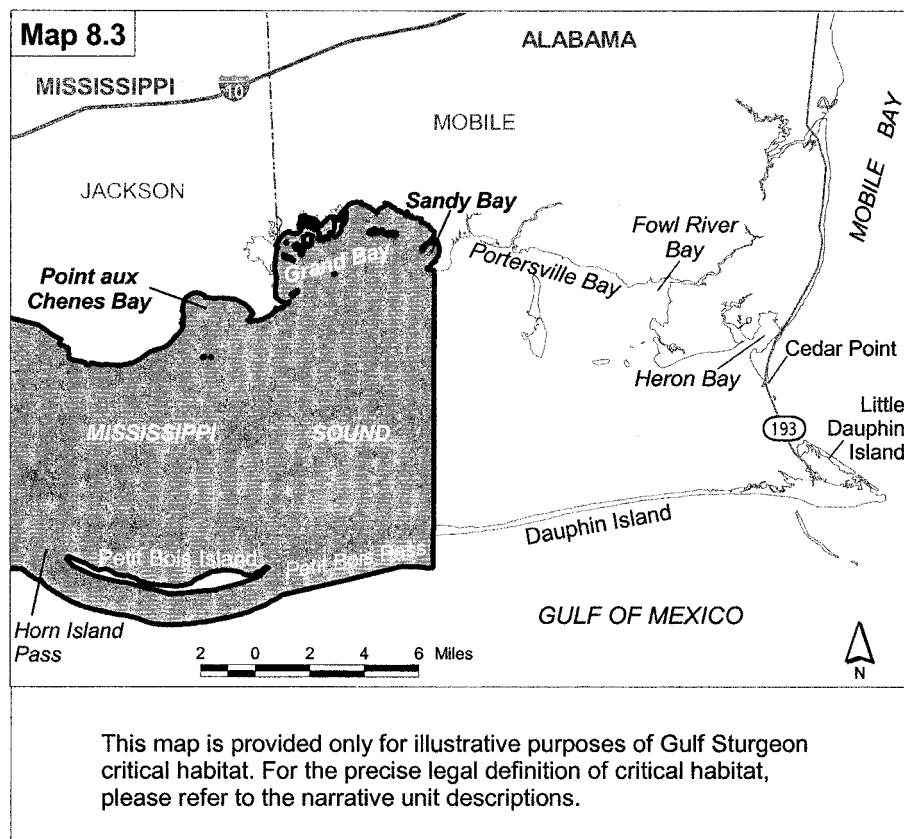 Map 8.3
ALABAMA
MISSISSIPPI
10
MOBILE
MOBILE BAY
JACKSON
Sandy Bay
Fowl River
Bay
Grand Bay
Portersville Bay
Point aux
Chenes Bay
Cedar Point
Heron Bay
Little
Dauphin
Island
193
MISSISSIPPI SOUND
Dauphin Island
Petit Bois Island
Petit Bois Pass
GULF OF MEXICO
Horn Island
Pass
2 0 2 4 6 Miles
N
This map is provided only for illustrative purposes of Gulf Sturgeon
critical habitat. For the precise legal definition of critical habitat,
please refer to the narrative unit descriptions.